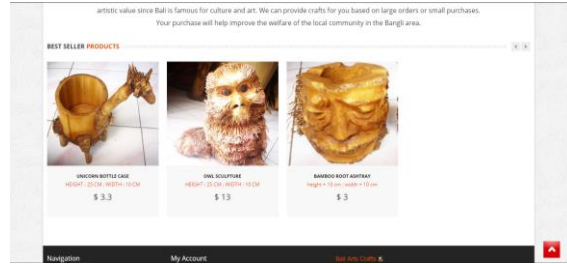 artistic value since Bali is famous for culture and art. We can provide crafts for you based on large orders or small purchases.
Your purchase will help improve the welfare of the local community in the Bangli area.
BEST SELLER PRODUCTS
UNICORN BOTTLE CASE
HEIGHT : 25 CM ; WIDTH : 10 CM
$ 3.3
OWL SCULPTURE
HEIGHT : 25 CM ; WIDTH : 10 CM
$ 13
BAMBOO ROOT ASHTRAY
height = 10 cm ; width = 10 cm
$ 3
Navigation
My Account
Bali Arts Crafts